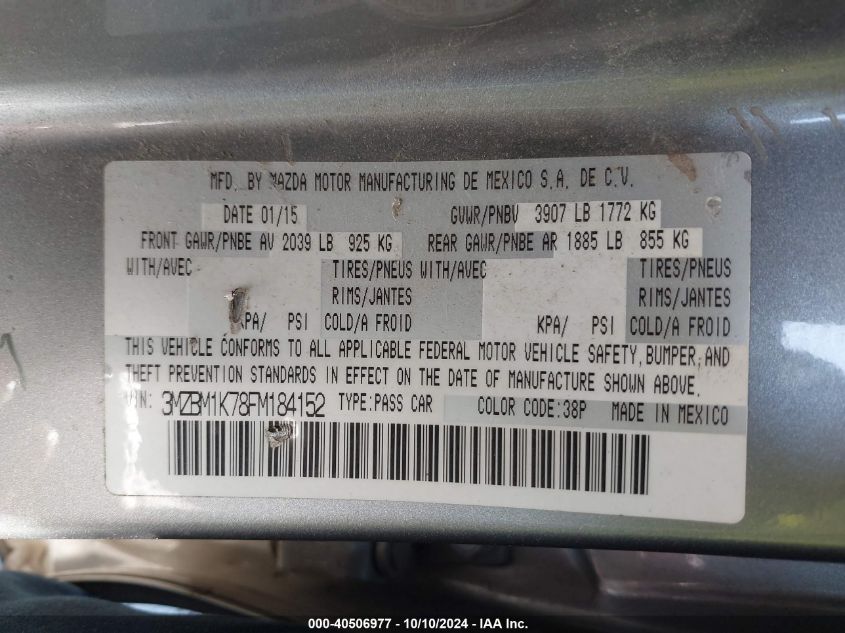 MFD. BY MAZDA MOTOR MANUFACTURING DE MEXICO S.A. DE C.V.
DATE 01/15 GVWR/PNBV 3907 LB 1772 KG
FRONT GAWR/PNBE AV 2039 LB 925 KG REAR GAWR/PNBE AR 1885 LB 855 KG
WITH/AVEC TIRES/PNEUS WITH/AVEC TIRES/PNEUS
RIMS/JANTES RIMS/JANTES
KPA/ PSI COLD/A FROID KPA/ PSI COLD/A FROID
THIS VEHICLE CONFORMS TO ALL APPLICABLE FEDERAL MOTOR VEHICLE SAFETY, BUMPER, AND
THEFT PREVENTION STANDARDS IN EFFECT ON THE DATE OF MANUFACTURE SHOWN ABOVE.
VIN: 3MZBM1K78FM184152 TYPE:PASS CAR COLOR CODE:38P MADE IN MEXICO
000-40506977 - 10/10/2024 - IAA Inc.